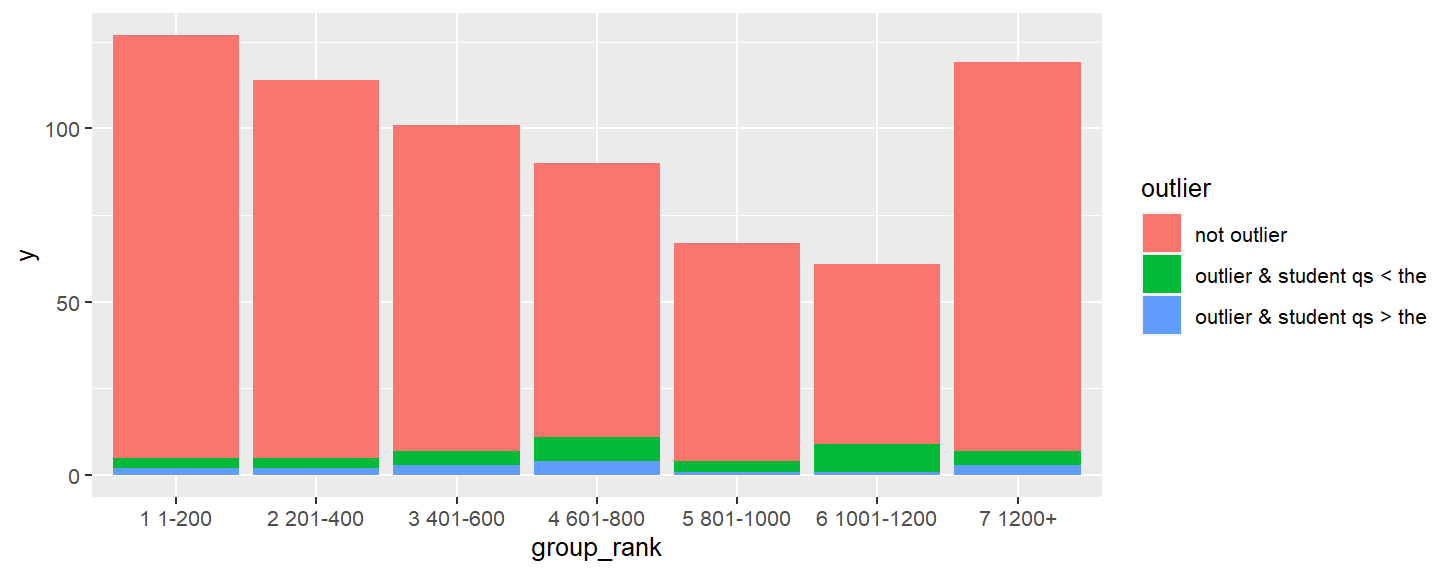 100
50
0
y
1 1-200
2 201-400
3 401-600
4 601-800
5 801-1000
6 1001-1200
7 1200+
group_rank
outlier
not outlier
outlier & student qs < the
outlier & student qs > the